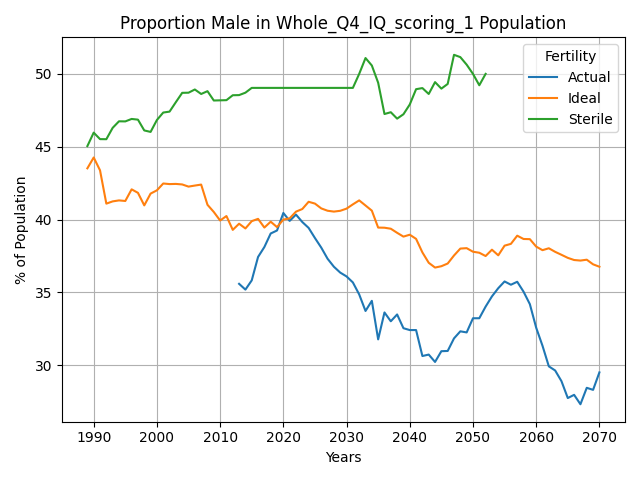 Proportion Male in Whole_Q4_IQ_scoring_1 Population
Fertility
Actual
Ideal
Sterile
% of Population
50
45
40
35
30
1990 2000 2010 2020 2030 2040 2050 2060 2070
Years